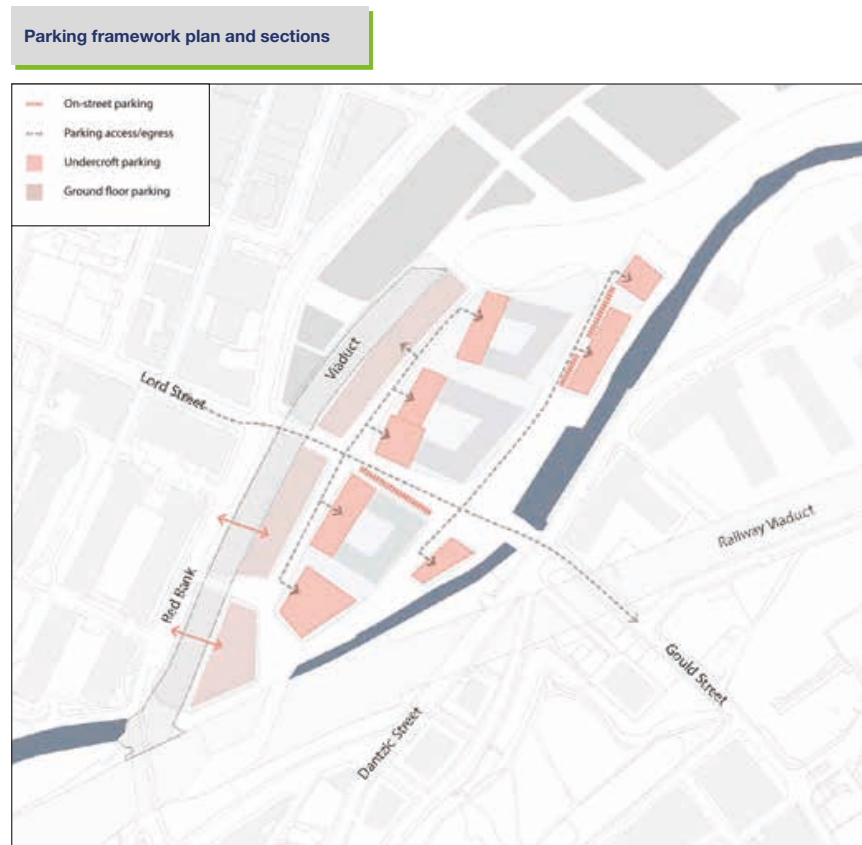 Parking framework plan and sections
On-street parking
Parking access/egress
Undercroft parking
Ground floor parking
Viaduct
Lord Street
Railway Viaduct
Red Bank
Gould Street
Dantzic Street